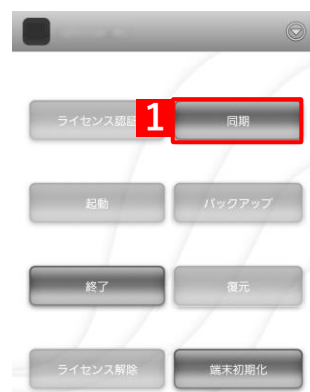 ライセンス認証
1
同期
起動
バックアップ
終了
復元
ライセンス解除
端末初期化